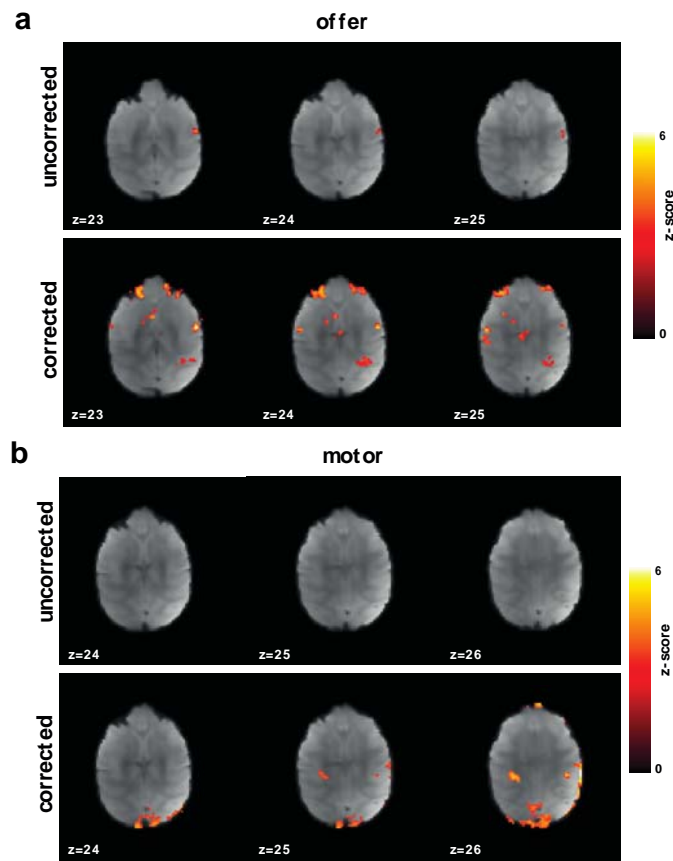 a
offer
uncorrected
z=23
z=24
z=25
corrected
z=23
z=24
z=25
6
z-score
0
b
motor
uncorrected
z=24
z=25
z=26
corrected
z=24
z=25
z=26
6
z-score
0